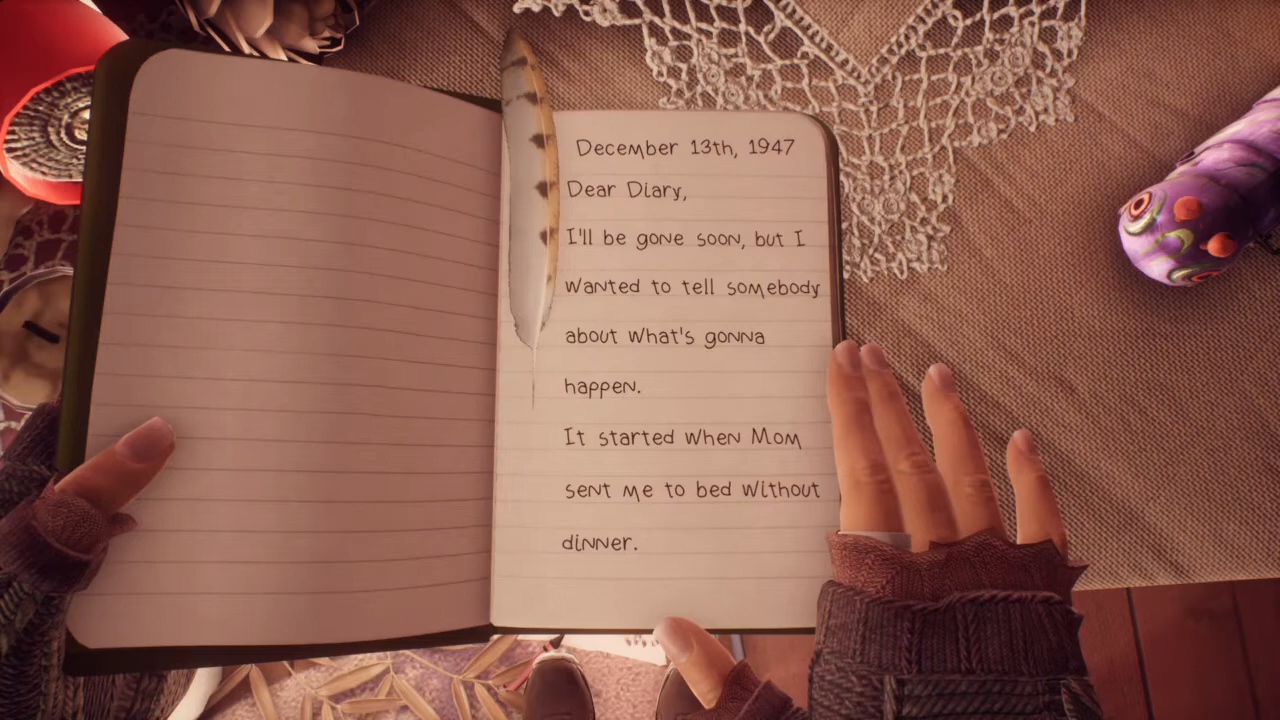 December 13th, 1947
Dear Diary,
I'll be gone soon, but I
wanted to tell somebody
about what's gonna
happen.
It started when Mom
sent me to bed without
dinner.